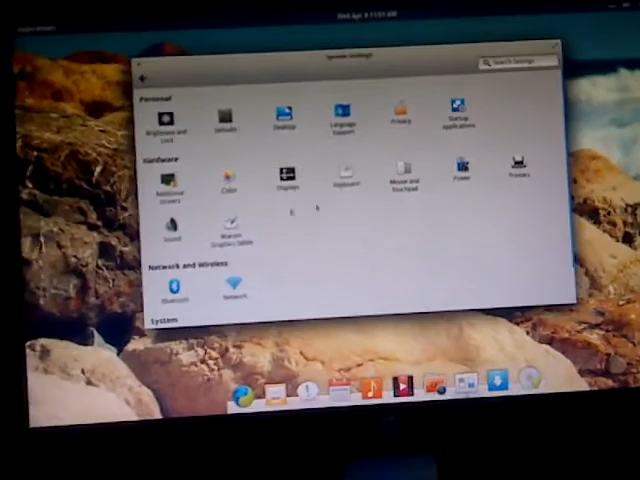 System Settings
Search Settings
Personal
Brightness and Lock
Defaults
Desktop
Language Support
Privacy
Startup Applications
Hardware
Additional Drivers
Color
Displays
Keyboard
Mouse and Touchpad
Power
Printers
Sound
Wacom Graphics Tablet
Network and Wireless
Bluetooth
Network
System